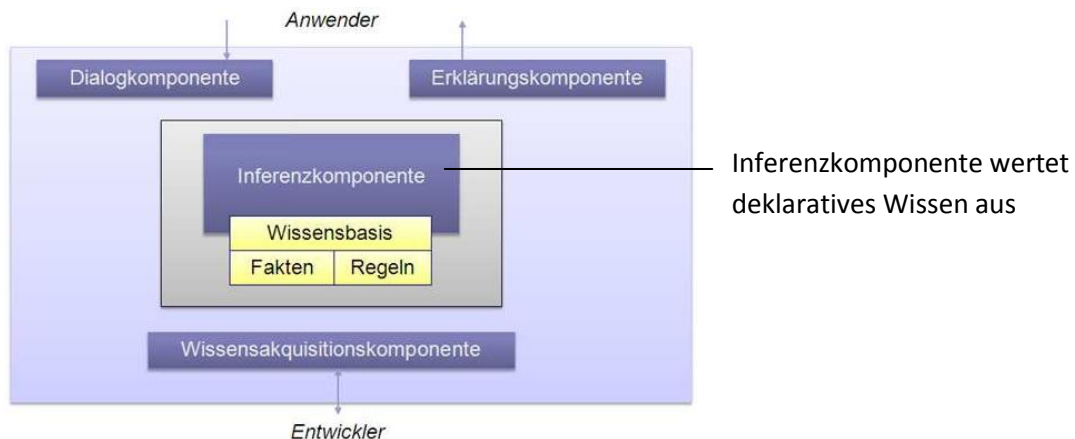 Anwender
Dialogkomponente
Erklärungskomponente
Inferenzkomponente
Inferenzkomponente wertet
deklaratives Wissen aus
Wissensbasis
Fakten
Regeln
Wissensakquisitionskomponente
Entwickler